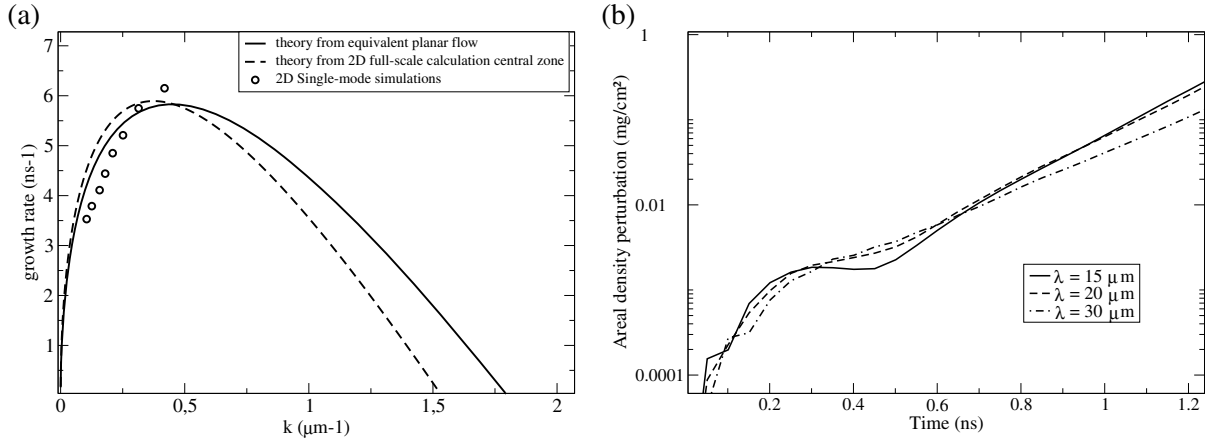 (a)
growth rate (ns-1)
7
6
5
4
3
2
1
0
0,5
1
1,5
2
k (μm-1)
theory from equivalent planar flow
theory from 2D full-scale calculation central zone
2D Single-mode simulations
(b)
Areal density perturbation (mg/cm²)
1
0.1
0.01
0.0001
0.2
0.4
0.6
0.8
1
1.2
Time (ns)
λ = 15 μm
λ = 20 μm
λ = 30 μm